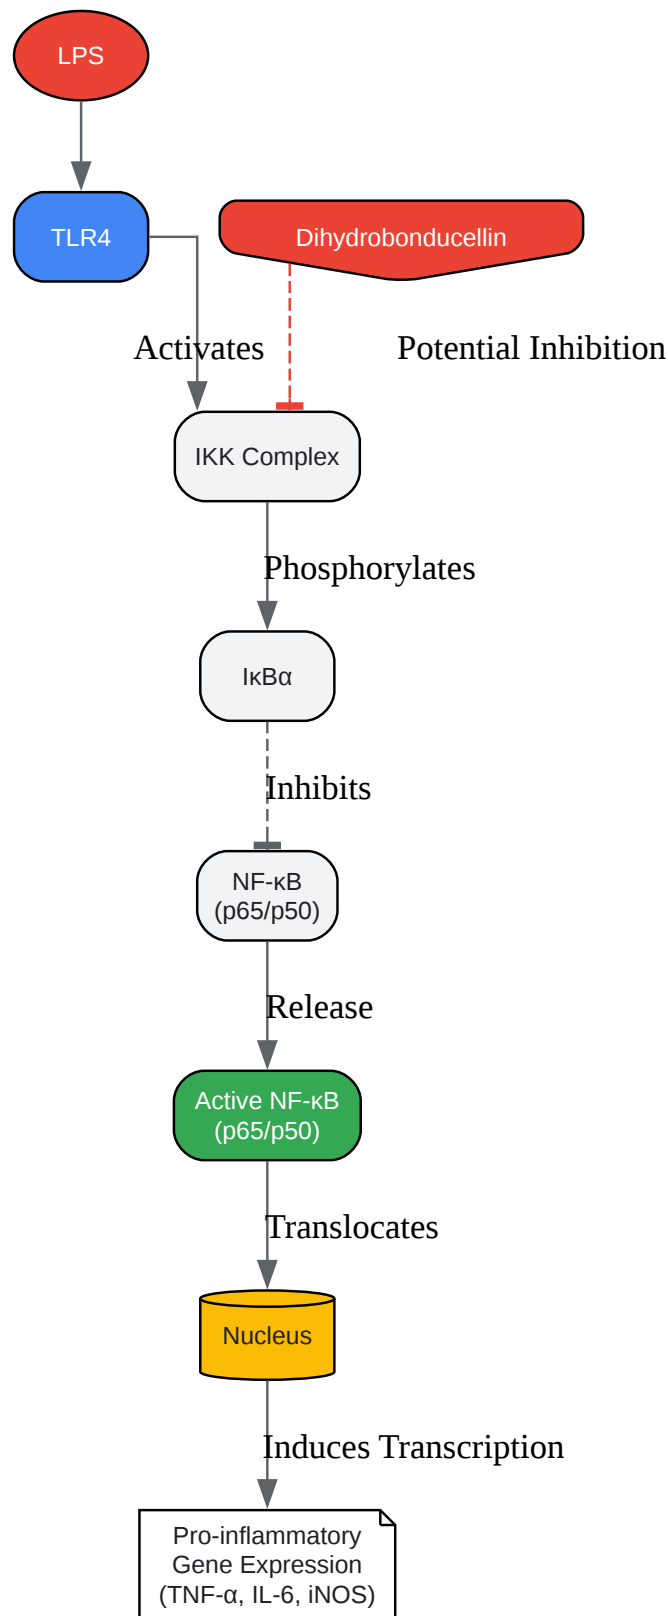 LPS
TLR4
Dihydrobonducellin
Activates
Potential Inhibition
IKK Complex
Phosphorylates
IκBα
Inhibits
NF-κB
(p65/p50)
Release
Active NF-κB
(p65/p50)
Translocates
Nucleus
Induces Transcription
Pro-inflammatory
Gene Expression
(TNF-α, IL-6, iNOS)